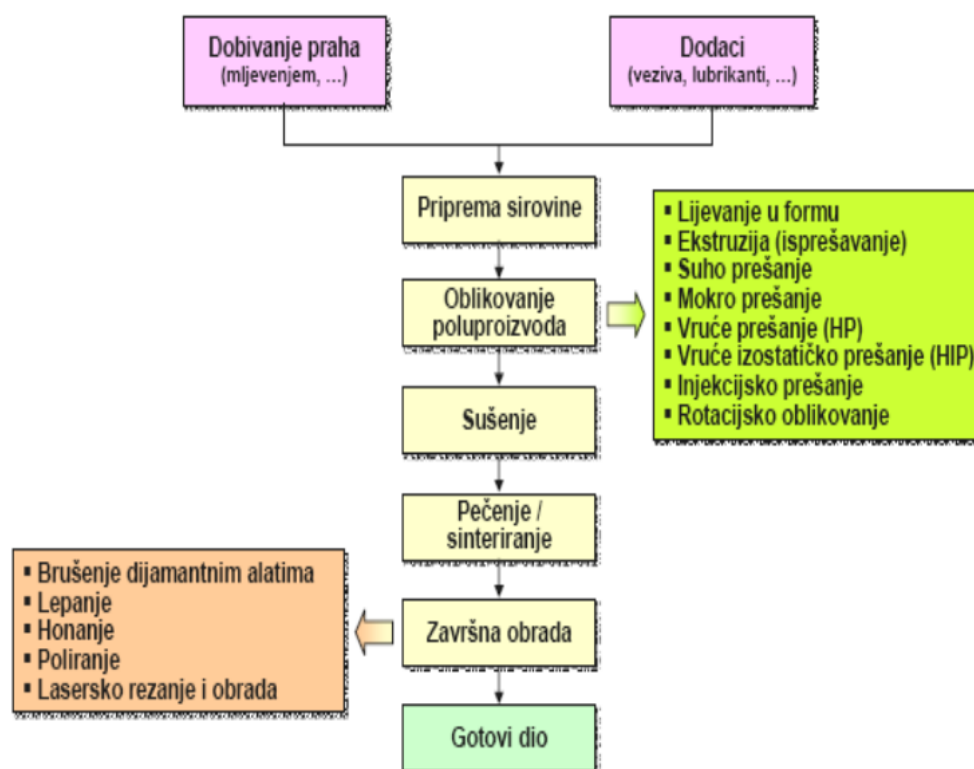 Dobivanje praha
(mljevenjem, ...)
Dodaci
(veziva, lubrikanti, ...)
Priprema sirovine
Oblikovanje
poluproizvoda
▪ Lijevanje u formu
▪ Ekstruzija (isprešavanje)
▪ Suho prešanje
▪ Mokro prešanje
▪ Vruće prešanje (HP)
▪ Vruće izostatičko prešanje (HIP)
▪ Injekcijsko prešanje
▪ Rotacijsko oblikovanje
Sušenje
Pečenje /
sinteriranje
Završna obrada
▪ Brušenje dijamantnim alatima
▪ Lepanje
▪ Honanje
▪ Poliranje
▪ Lasersko rezanje i obrada
Gotovi dio